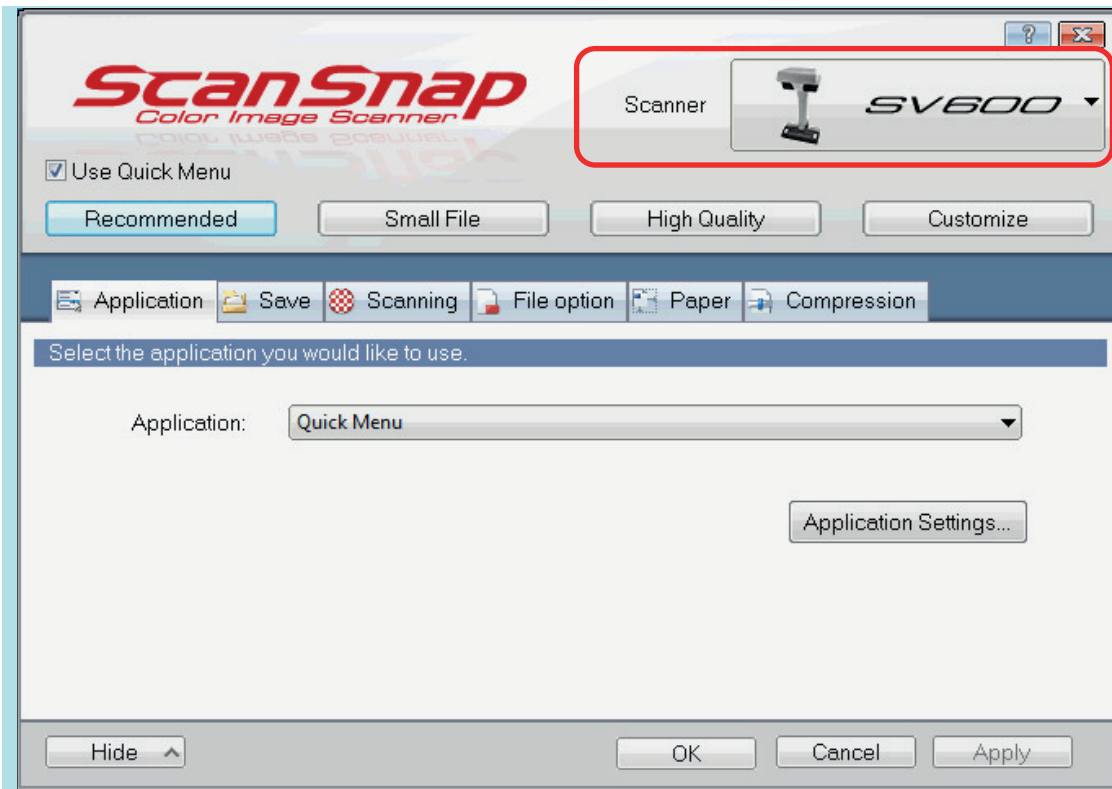 ScanSnap
Color Image Scanner
Scanner SV600
Use Quick Menu
Recommended Small File High Quality Customize
Application Save Scanning File option Paper Compression
Select the application you would like to use.
Application: Quick Menu
Application Settings...
Hide OK Cancel Apply